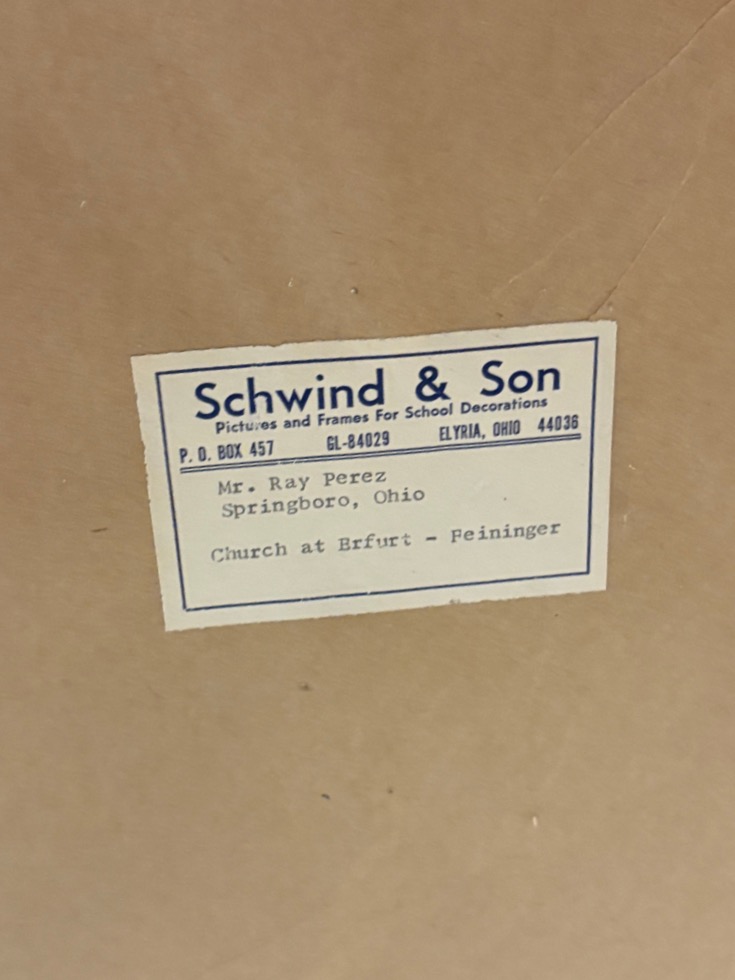 Schwind & Son
Pictures and Frames For School Decorations
P. O. BOX 457 GL-84029 ELYRIA, OHIO 44036
Mr. Ray Perez
Springboro, Ohio
Church at Erfurt - Feininger